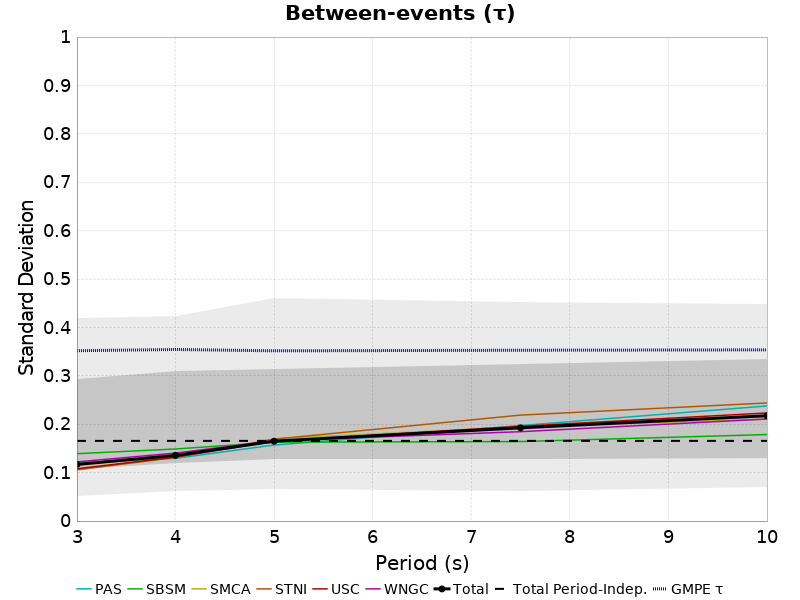 Between-events (τ)
Standard Deviation
1
0.9
0.8
0.7
0.6
0.5
0.4
0.3
0.2
0.1
0
3 4 5 6 7 8 9 10
Period (s)
PAS SBSM SMCA STNI USC WNGC Total Total Period-Indep. GMPE τ